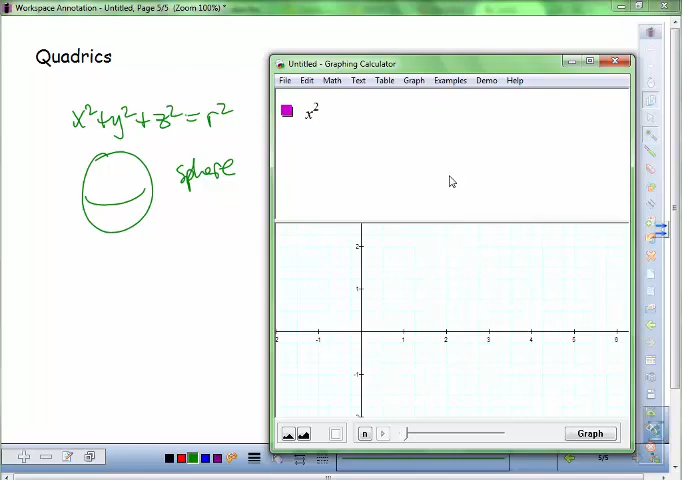 Workspace Annotation - Untitled, Page 5/5 (Zoom 100%) *
Quadrics
x²+y²+z²=r²
sphere
Untitled - Graphing Calculator
File Edit Math Text Table Graph Examples Demo Help
x²
2
1
2 -1 1 2 3 4 5 6
-1
n
Graph
5/5